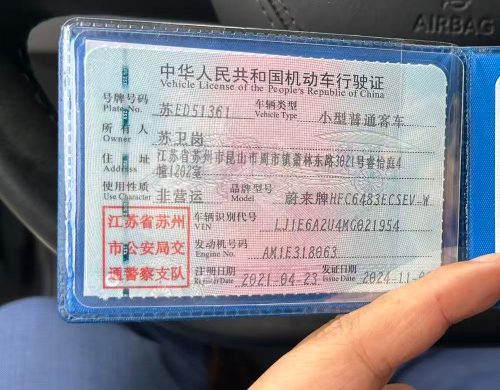 AIRBAG
中华人民共和国机动车行驶证
Vehicle License of the People's Republic of China
号牌号码 苏ED51361 车辆类型 小型普通客车
Plate No. Vehicle Type
所有人 苏卫岗
Owner
住址 江苏省苏州市昆山市周市镇萧林东路3021号睿怡庭4
Address 幢1202室
使用性质 非营运 品牌型号 蔚来牌HFC6483ECSEV-W
Use Character Model
江苏省苏州 车辆识别代号 LJ1E6A2U4MG021954
VIN
市公安局交 发动机号码 AM1E318063
Engine No.
通警察支队 注册日期 2021-04-23 发证日期 2024-11-0
Register Date Issue Date